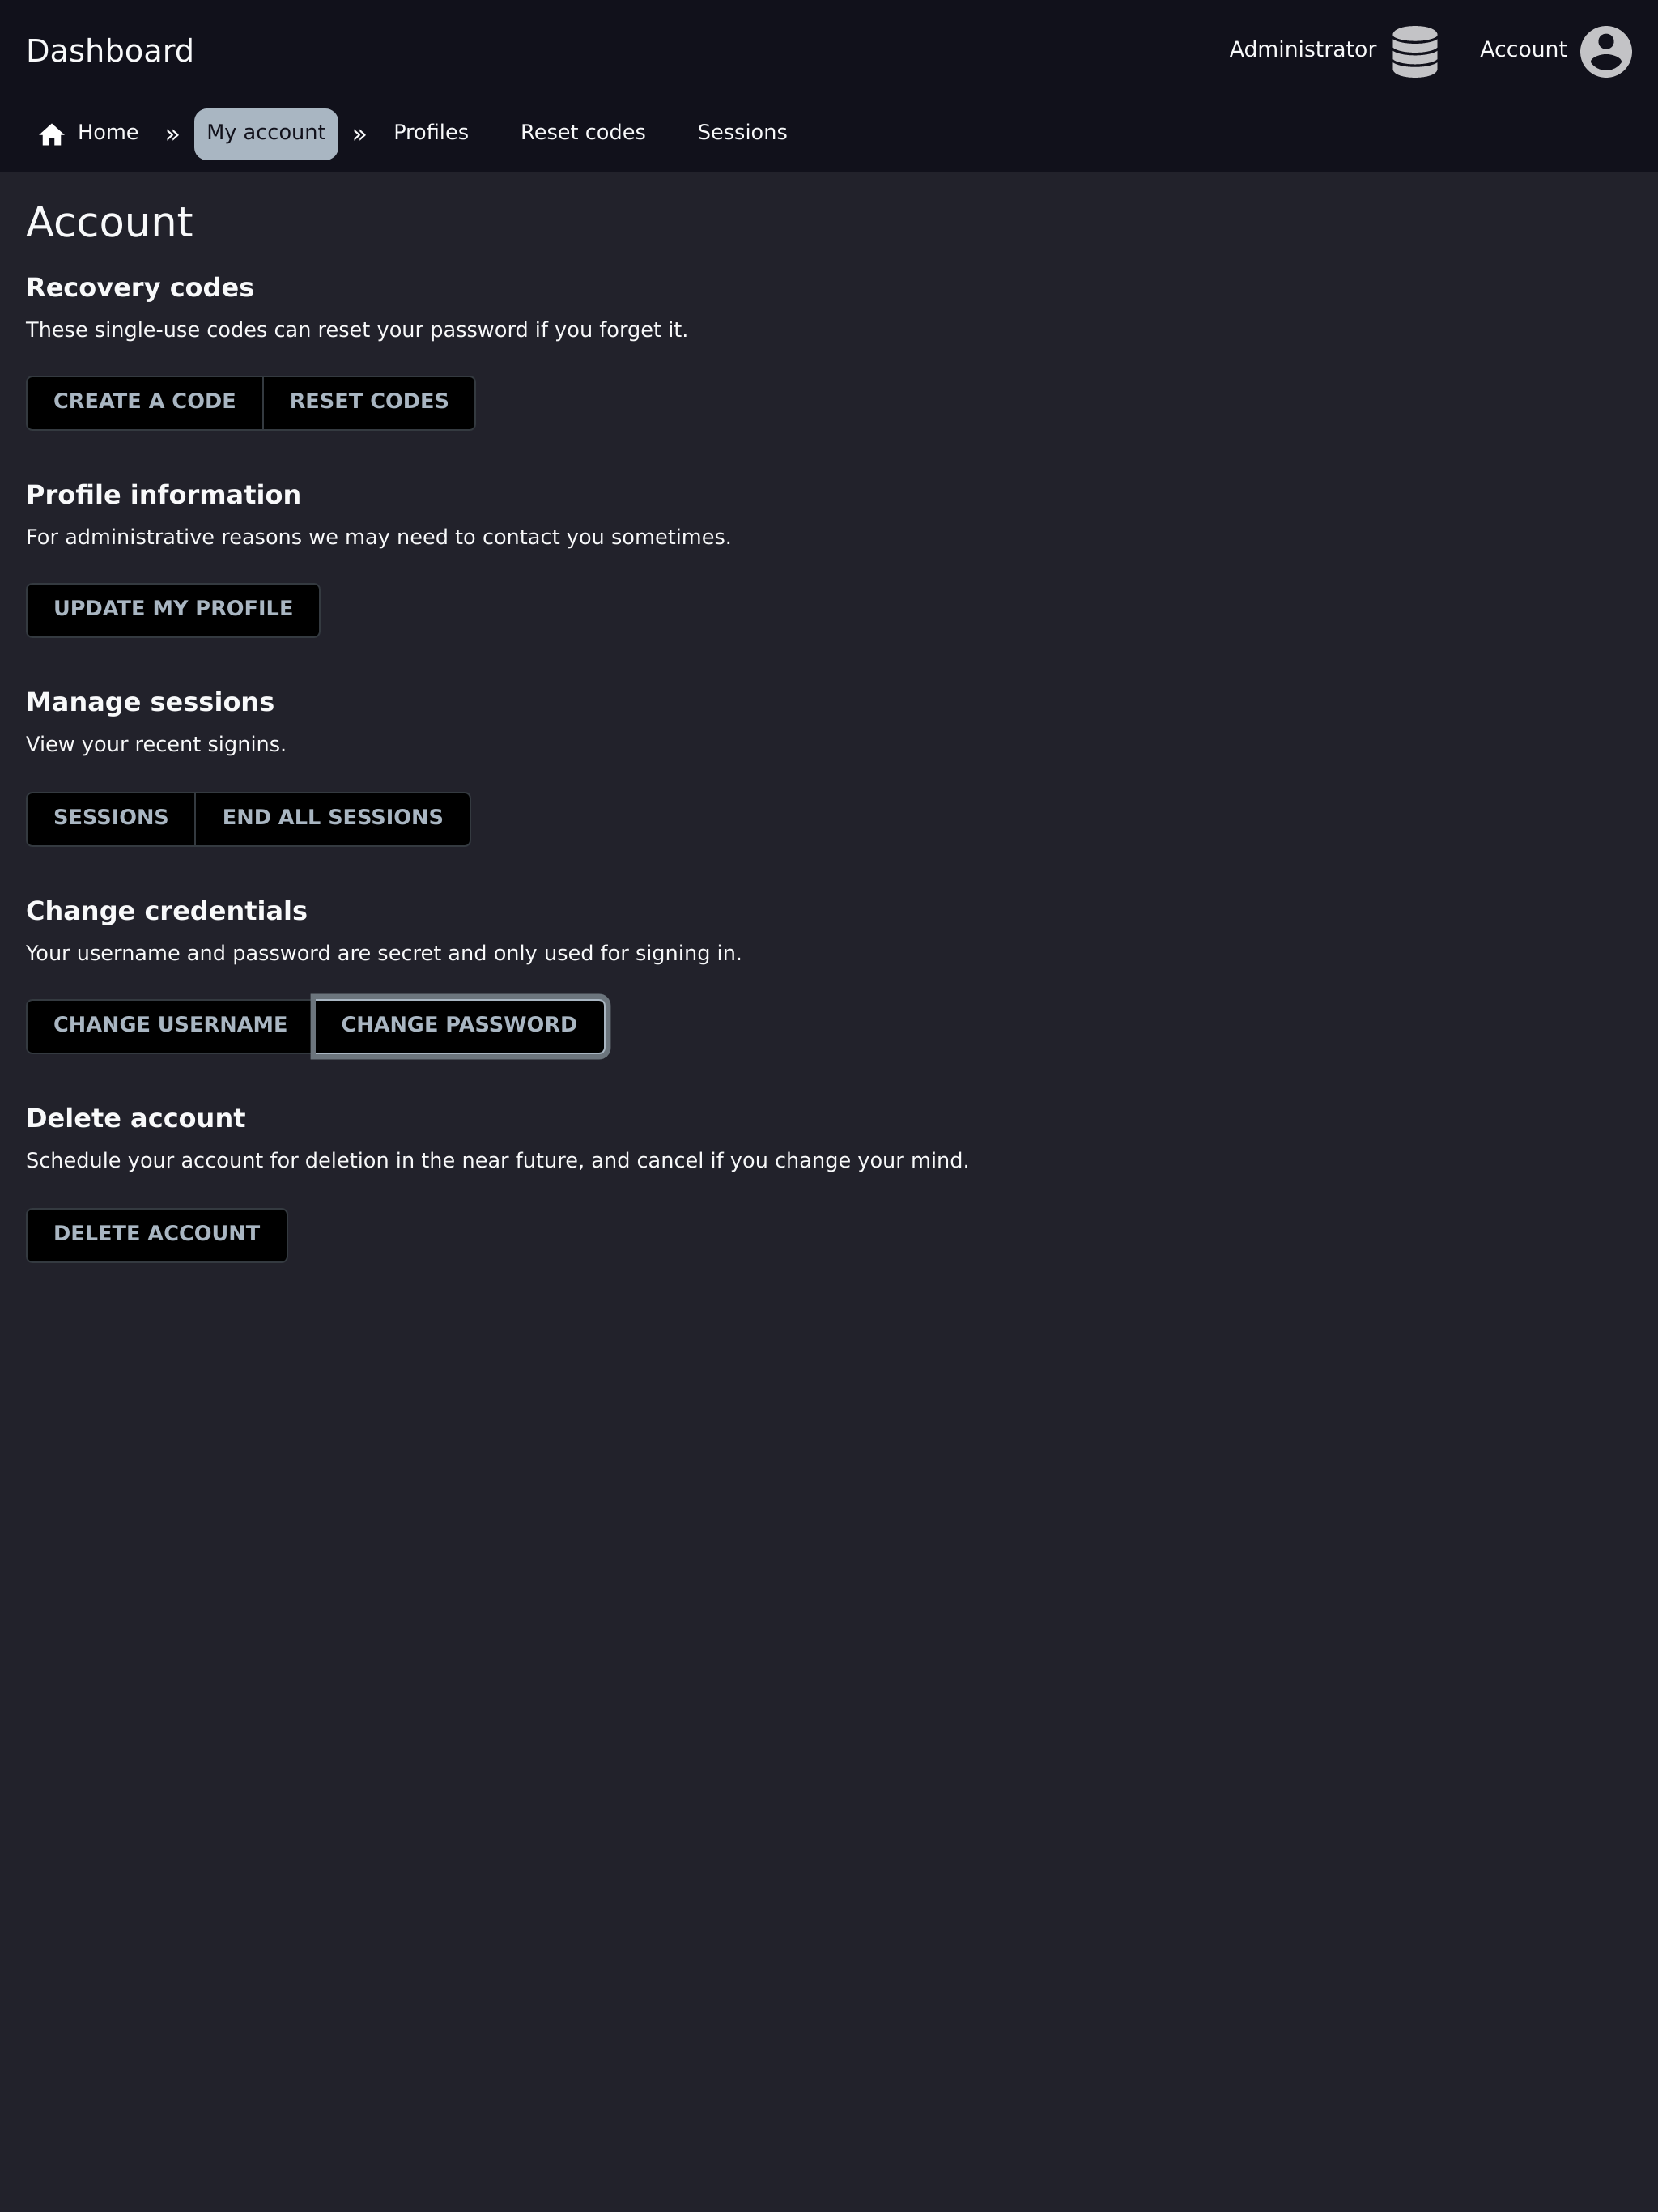 Dashboard
Administrator
Account
Home » My account » Profiles Reset codes Sessions
Account
Recovery codes
These single-use codes can reset your password if you forget it.
CREATE A CODE RESET CODES
Profile information
For administrative reasons we may need to contact you sometimes.
UPDATE MY PROFILE
Manage sessions
View your recent signins.
SESSIONS END ALL SESSIONS
Change credentials
Your username and password are secret and only used for signing in.
CHANGE USERNAME CHANGE PASSWORD
Delete account
Schedule your account for deletion in the near future, and cancel if you change your mind.
DELETE ACCOUNT